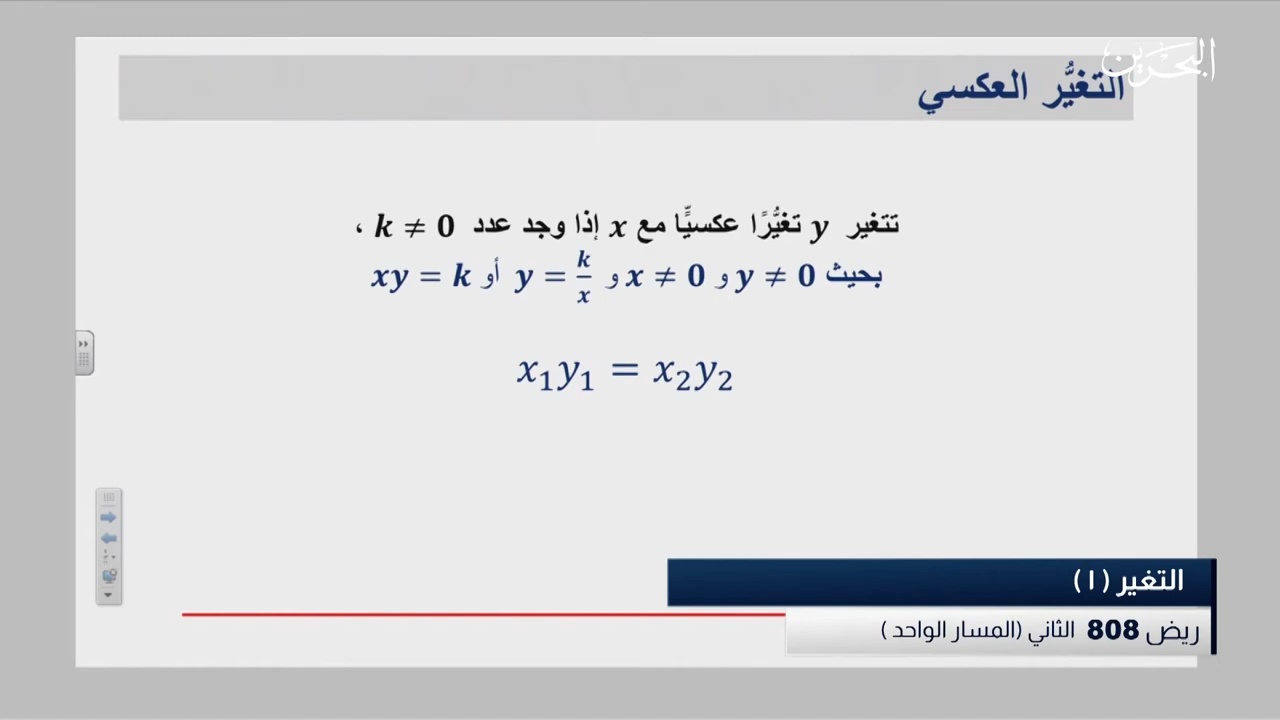 البحرين
التغيُّر العكسي
تتغير y تغيُّرًا عكسيًّا مع x إذا وجد عدد k ≠ 0 ،
بحيث y ≠ 0 و x ≠ 0 و y = k/x أو xy = k
x₁y₁ = x₂y₂
التغير (١)
ريض 808 الثاني (المسار الواحد )